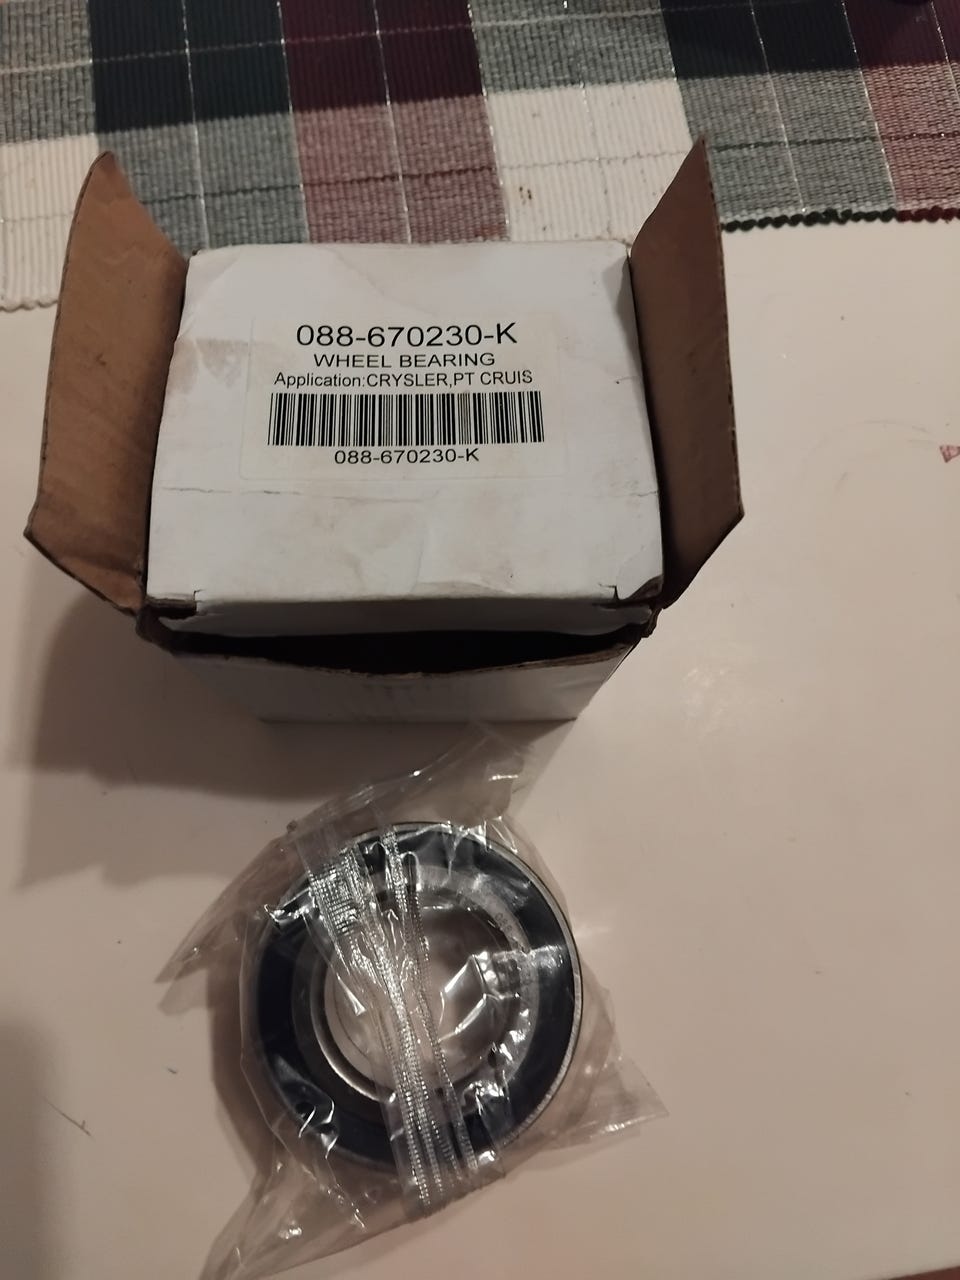 088-670230-K
WHEEL BEARING
Application:CRYSLER,PT CRUIS
088-670230-K